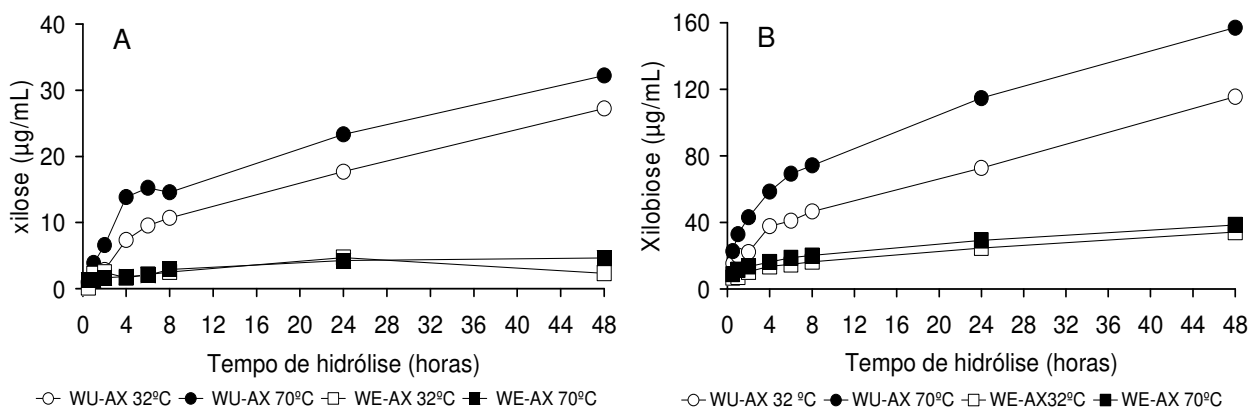 A
xilose (µg/mL)
40
30
20
10
0
0 4 8 12 16 20 24 28 32 36 40 44 48
Tempo de hidrólise (horas)
WU-AX 32ºC WU-AX 70ºC WE-AX 32ºC WE-AX 70ºC
B
Xilobiose (µg/mL)
160
120
80
40
0
0 4 8 12 16 20 24 28 32 36 40 44 48
Tempo de hidrólise (horas)
WU-AX 32 ºC WU-AX 70ºC WE-AX32ºC WE-AX 70ºC